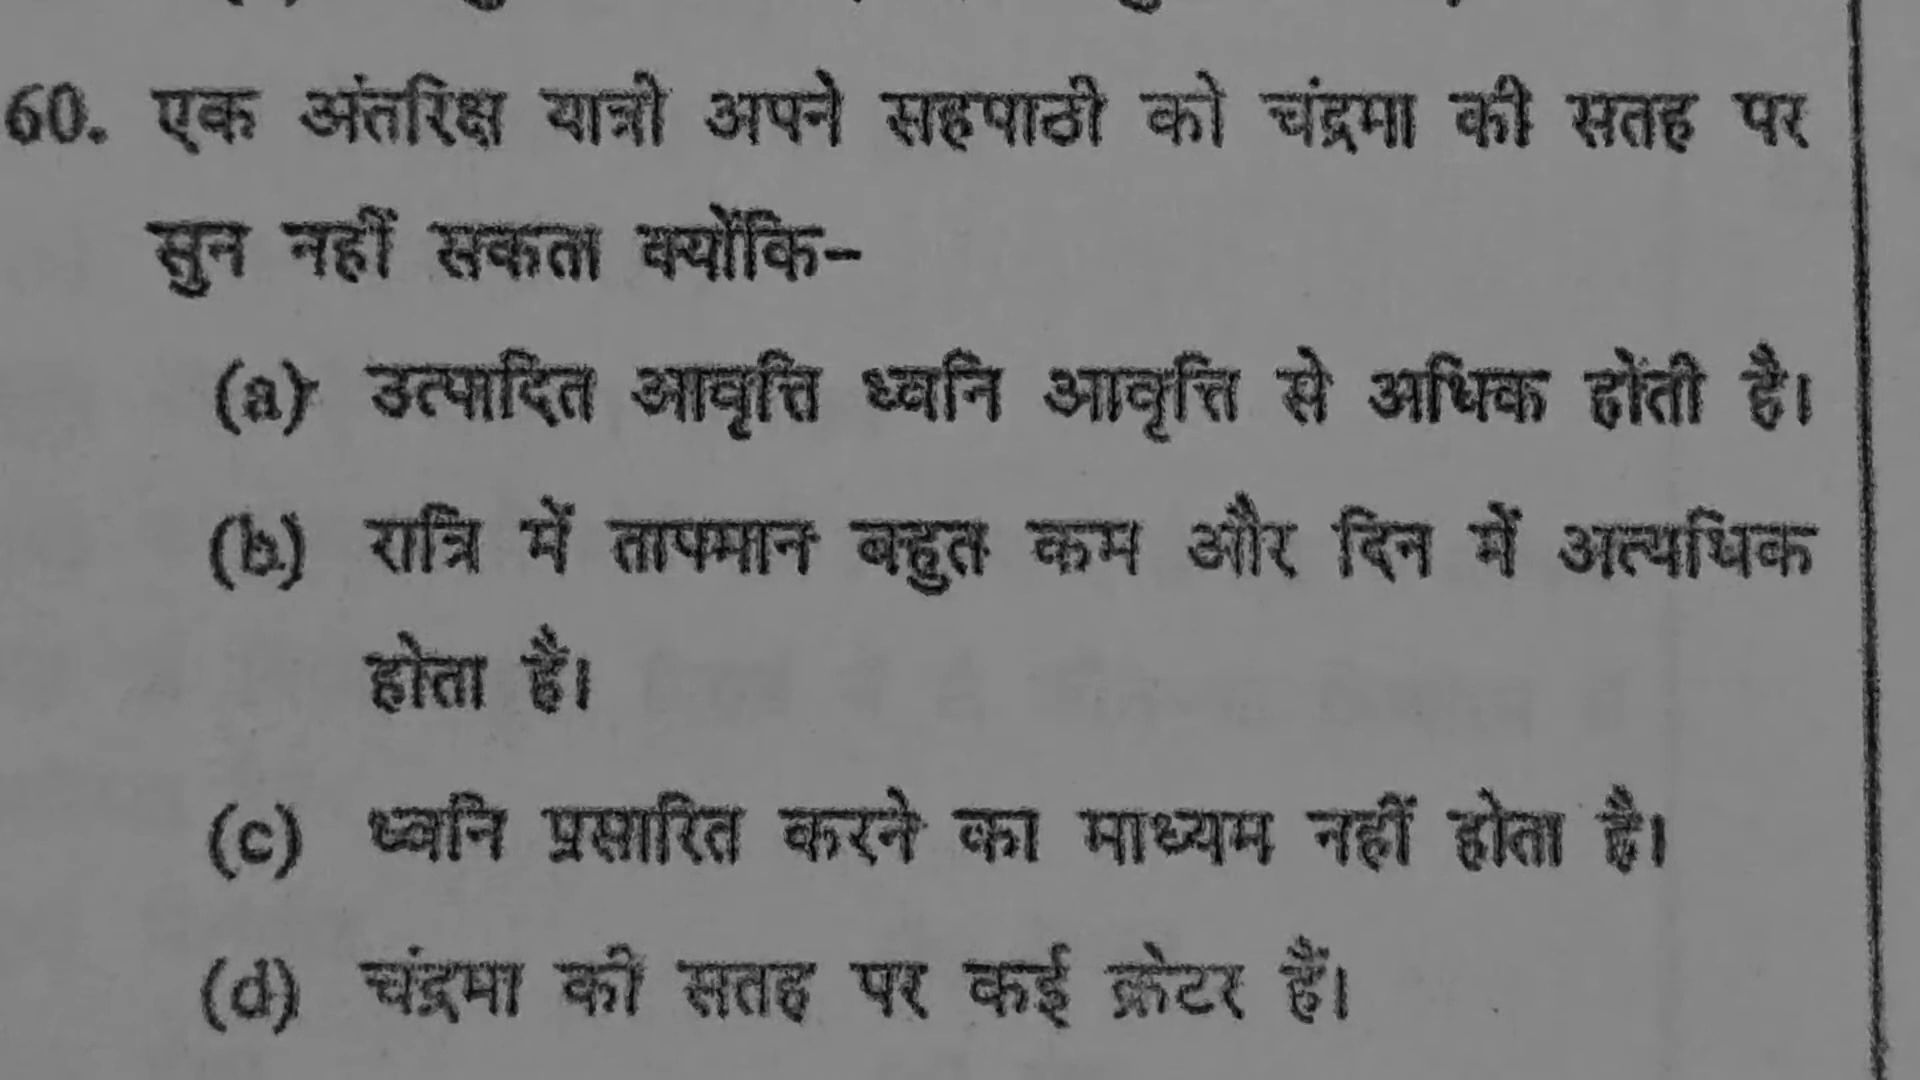 60. एक अंतरिक्ष यात्री अपने सहपाठी को चंद्रमा की सतह पर
सुन नहीं सकता क्योंकि-
(a) उत्पादित आवृत्ति ध्वनि आवृत्ति से अधिक होती है।
(b) रात्रि में तापमान बहुत कम और दिन में अत्यधिक
होता है।
(c) ध्वनि प्रसारित करने का माध्यम नहीं होता है।
(d) चंद्रमा की सतह पर कई क्रेटर हैं।